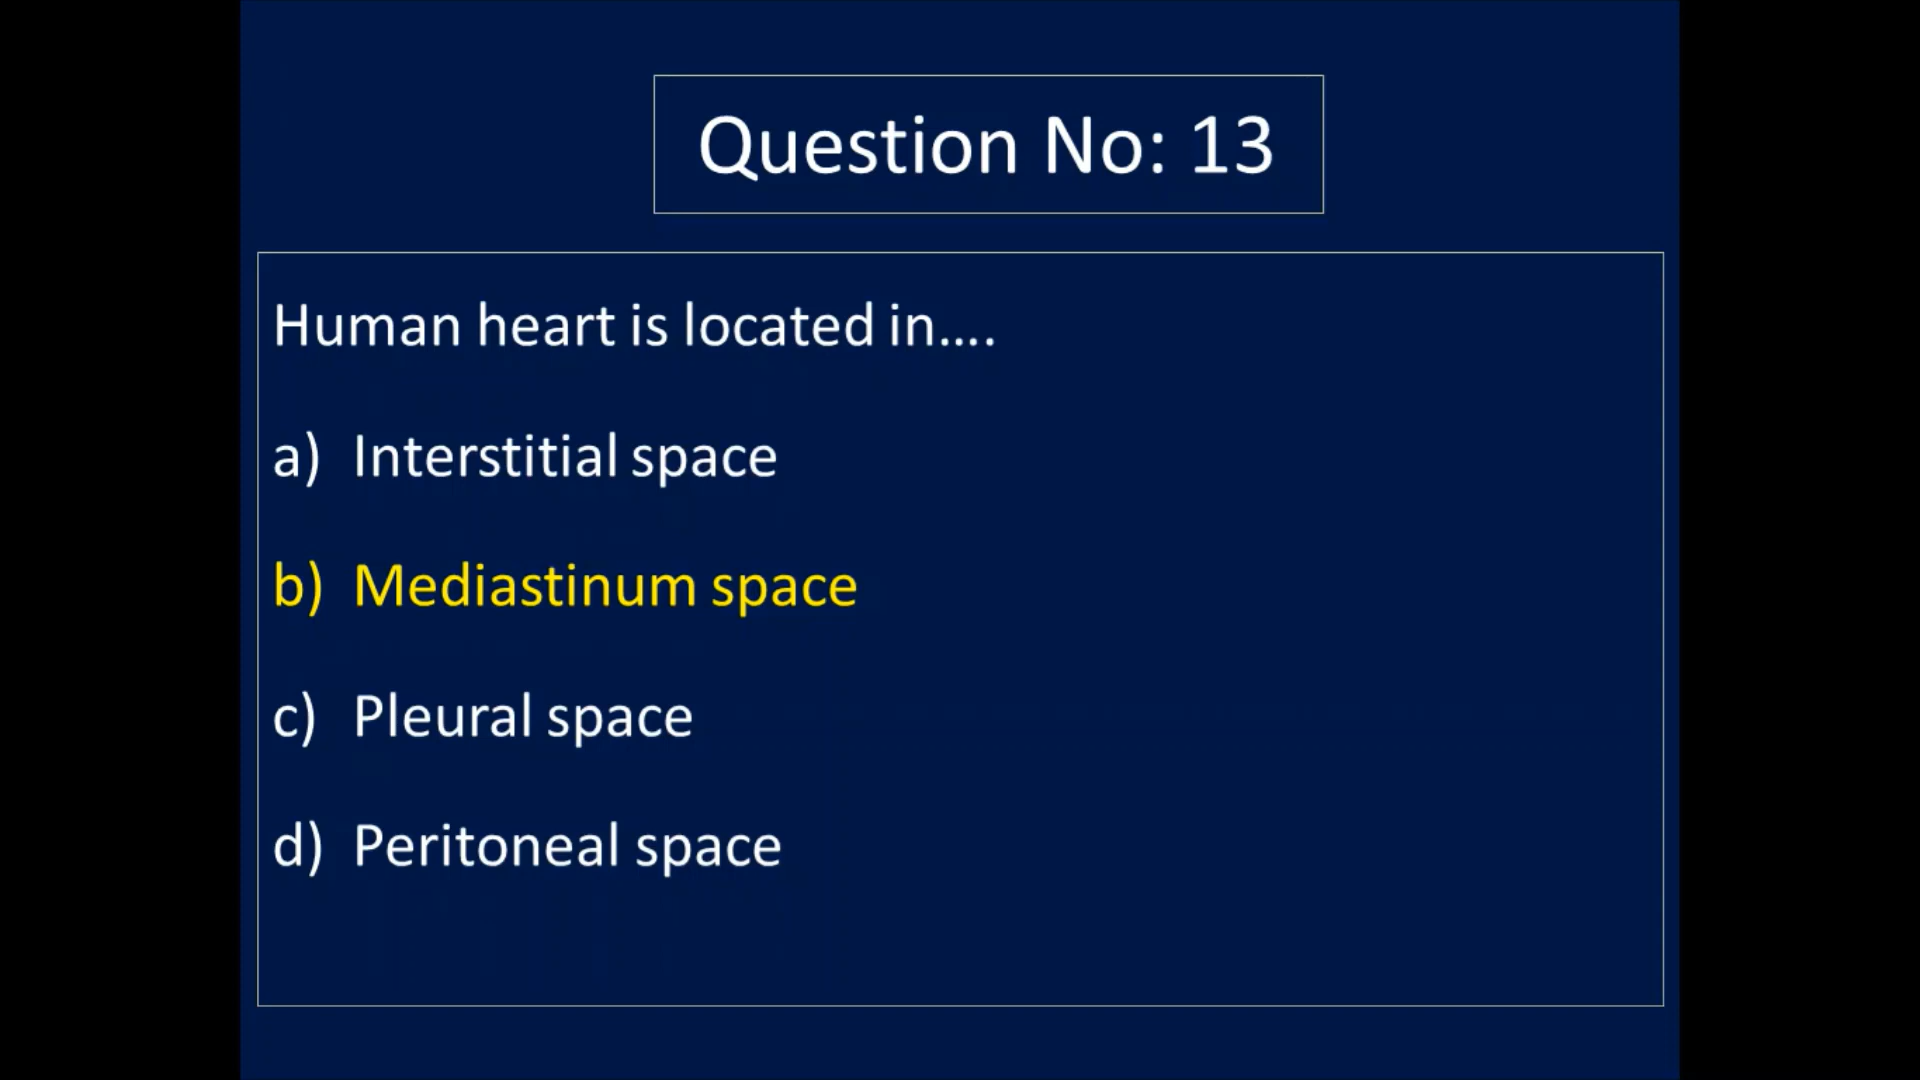 Question No: 13
Human heart is located in....
a) Interstitial space
b) Mediastinum space
c) Pleural space
d) Peritoneal space